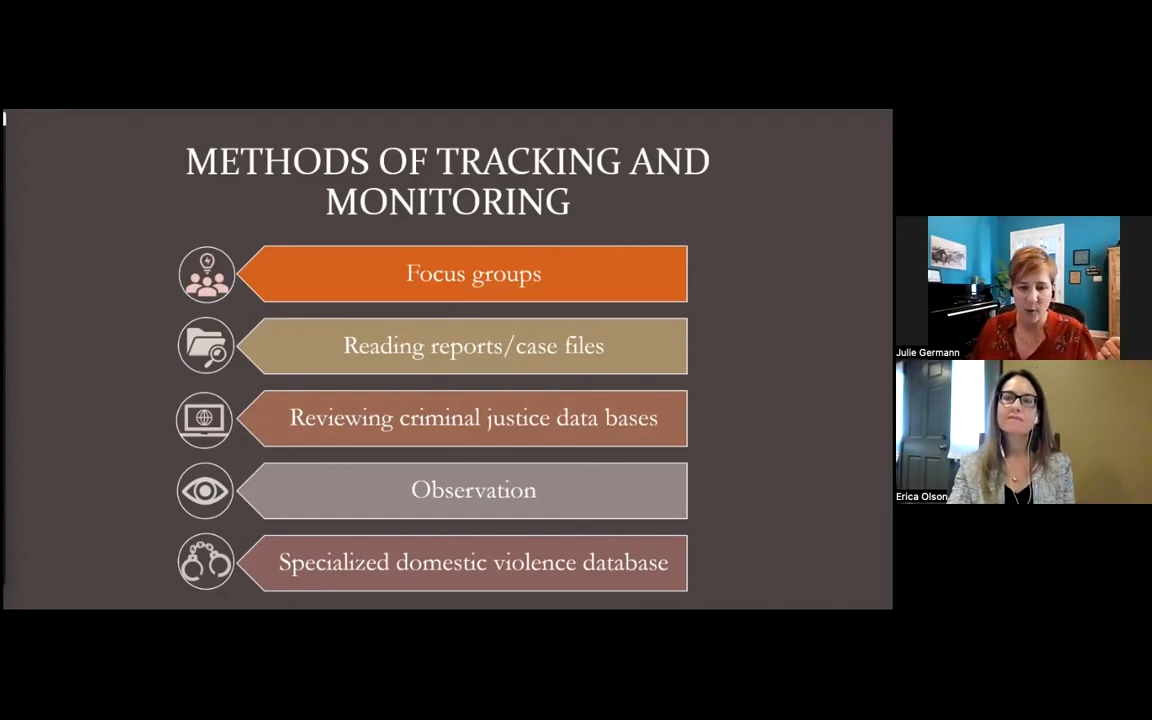 METHODS OF TRACKING AND
MONITORING
Focus groups
Reading reports/case files
Reviewing criminal justice data bases
Observation
Specialized domestic violence database
Julie Germann
Erica Olson